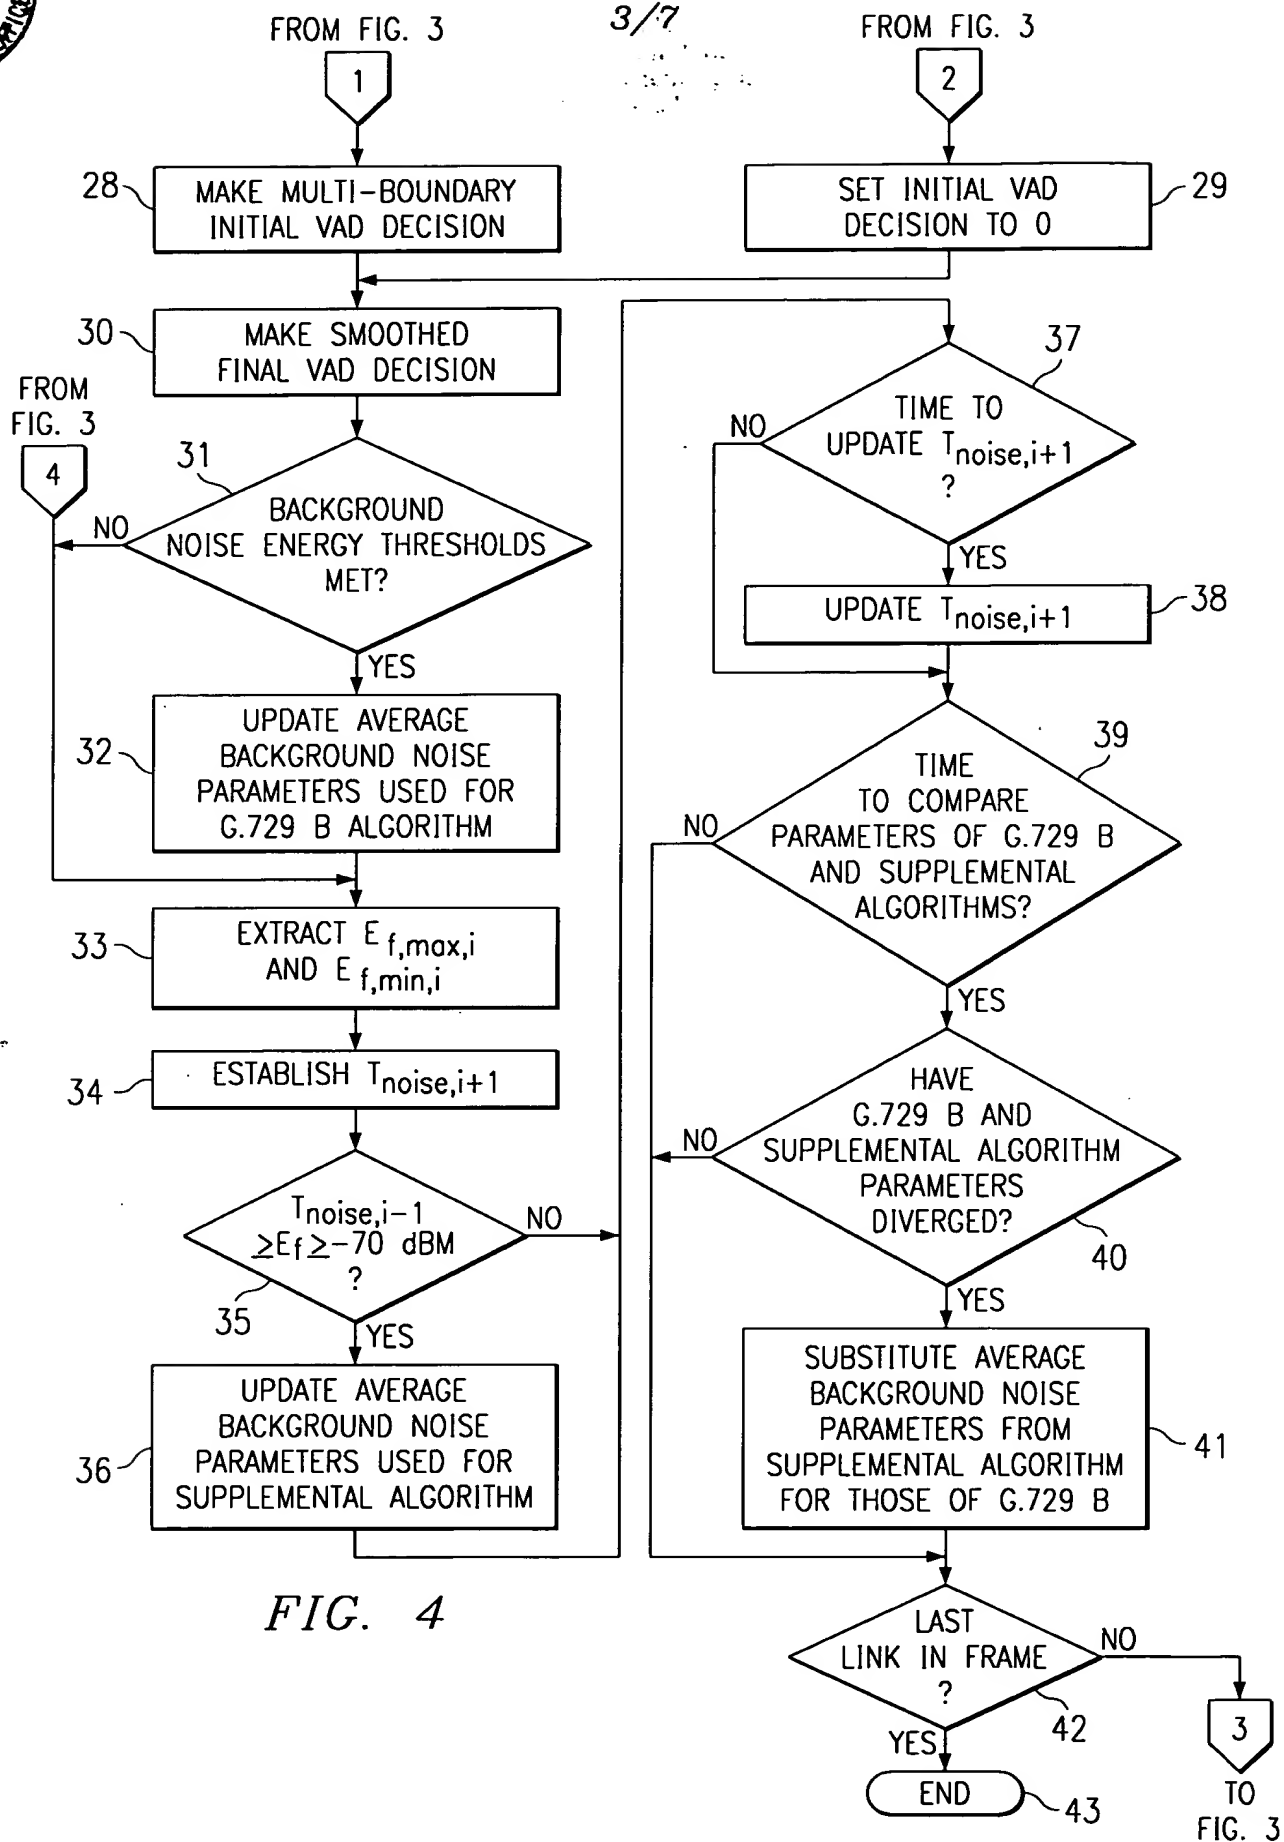 3/7
FROM FIG. 3
1
28
MAKE MULTI-BOUNDARY
INITIAL VAD DECISION
FROM FIG. 3
2
SET INITIAL VAD
DECISION TO 0
29
30
MAKE SMOOTHED
FINAL VAD DECISION
FROM
FIG. 3
4
31
NO
BACKGROUND
NOISE ENERGY THRESHOLDS
MET?
YES
32
UPDATE AVERAGE
BACKGROUND NOISE
PARAMETERS USED FOR
G.729 B ALGORITHM
33
EXTRACT E f,max,i
AND E f,min,i
34
ESTABLISH Tnoise,i+1
Tnoise,i-1
≥Ef≥-70 dBM
?
NO
35
YES
36
UPDATE AVERAGE
BACKGROUND NOISE
PARAMETERS USED FOR
SUPPLEMENTAL ALGORITHM
37
TIME TO
UPDATE Tnoise,i+1
?
NO
YES
UPDATE Tnoise,i+1
38
39
TIME
TO COMPARE
PARAMETERS OF G.729 B
AND SUPPLEMENTAL
ALGORITHMS?
NO
YES
HAVE
G.729 B AND
SUPPLEMENTAL ALGORITHM
PARAMETERS
DIVERGED?
NO
40
YES
SUBSTITUTE AVERAGE
BACKGROUND NOISE
PARAMETERS FROM
SUPPLEMENTAL ALGORITHM
FOR THOSE OF G.729 B
41
LAST
LINK IN FRAME
?
NO
42
YES
END
43
3
TO
FIG. 3
FIG. 4